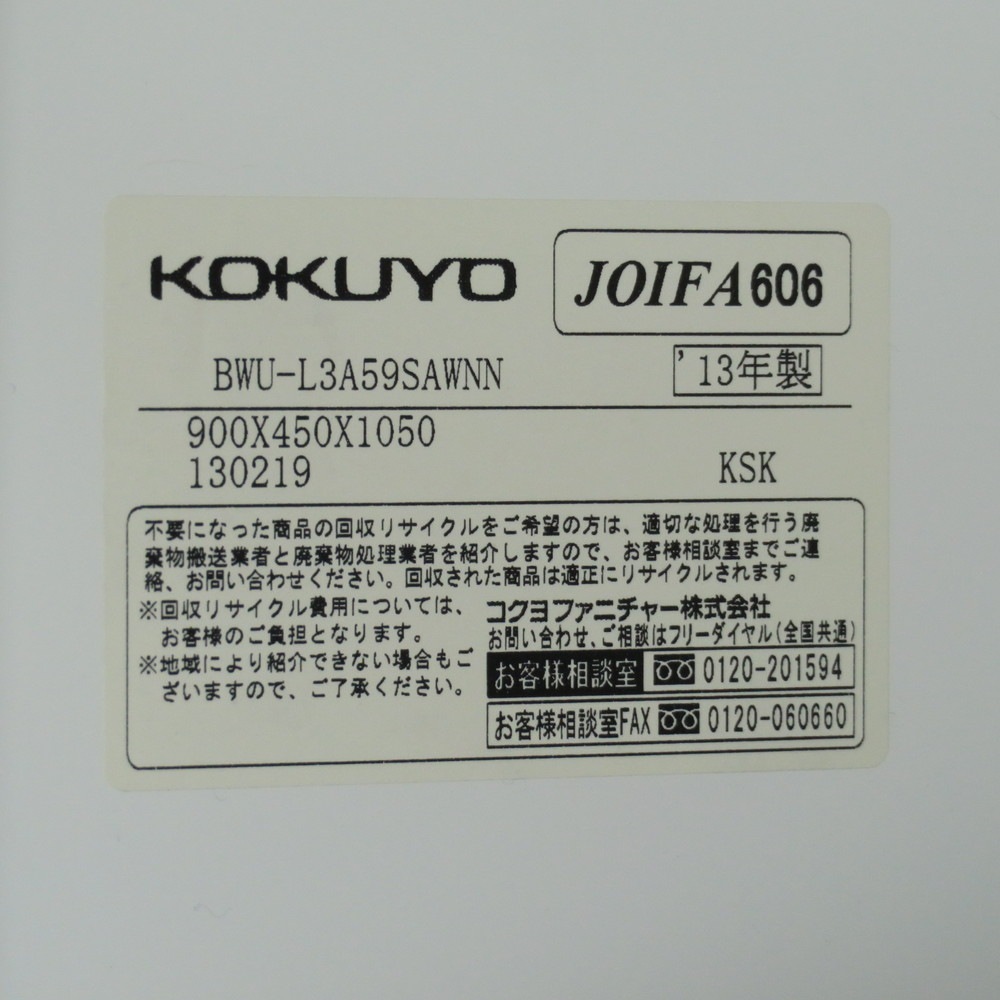 KOKUYO
JOIFA606
BWU-L3A59SAWNN
'13年製
900X450X1050
130219
KSK
不要になった商品の回収リサイクルをご希望の方は、適切な処理を行う廃
棄物搬送業者と廃棄物処理業者を紹介しますので、お客様相談室までご連
絡、お問い合わせください。回収された商品は適正にリサイクルされます。
※回収リサイクル費用については、
お客様のご負担となります。
※地域により紹介できない場合もご
ざいますので、ご了承ください。
コクヨファニチャー株式会社
お問い合わせ、ご相談はフリーダイヤル(全国共通)
お客様相談室 0120-201594
お客様相談室FAX 0120-060660